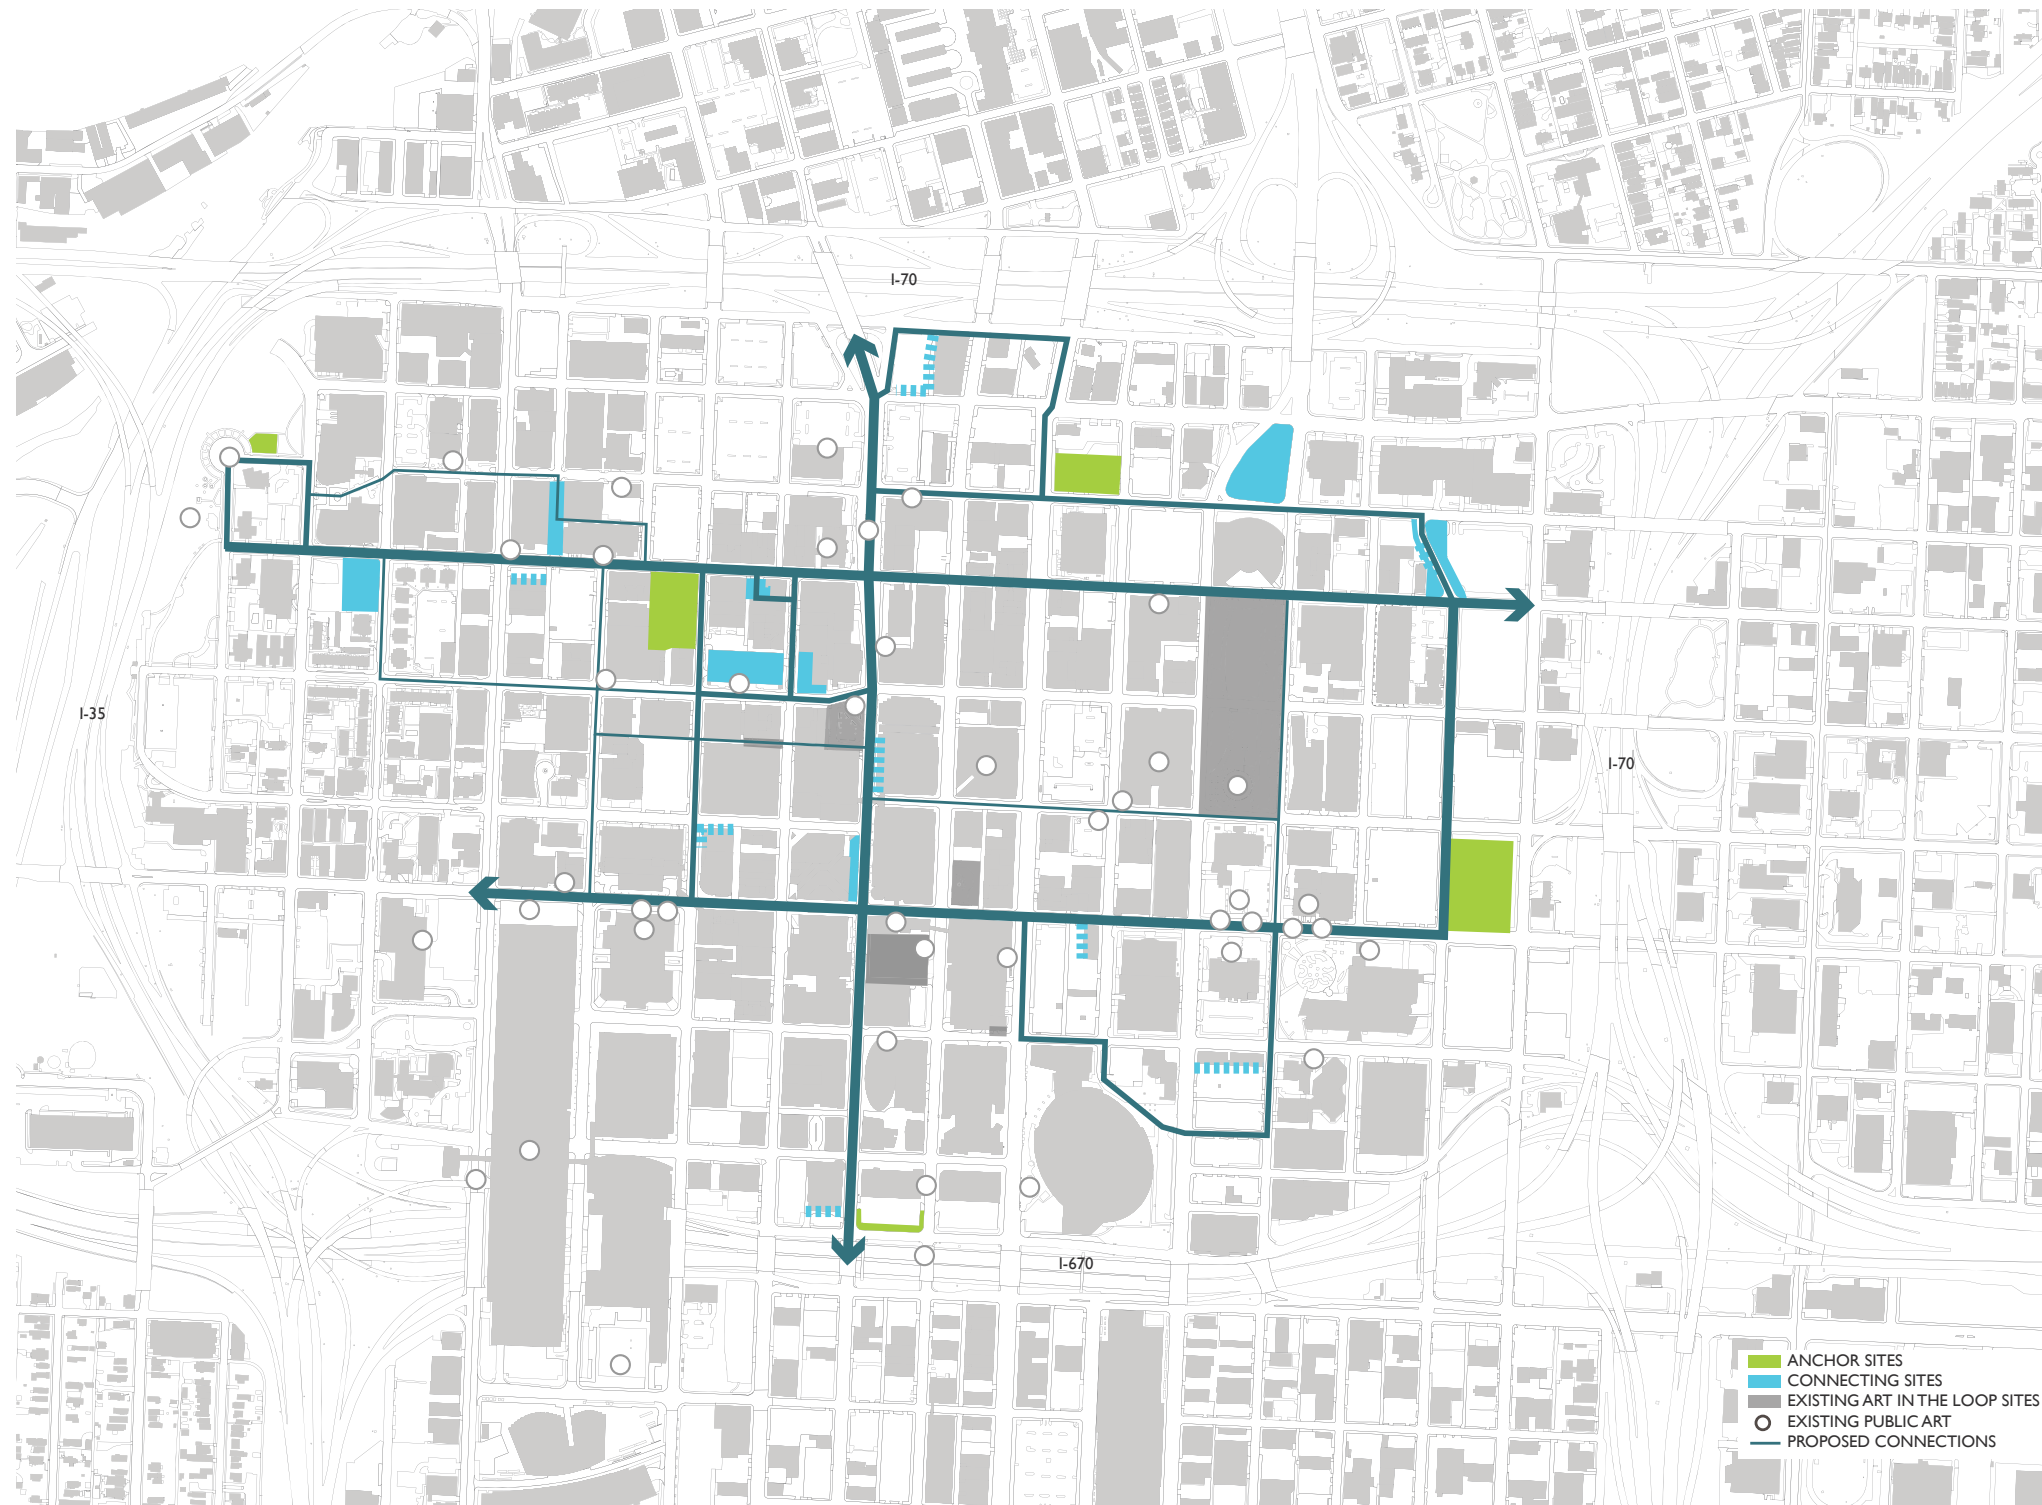 I-70
I-35
I-70
I-670
ANCHOR SITES
CONNECTING SITES
EXISTING ART IN THE LOOP SITES
EXISTING PUBLIC ART
PROPOSED CONNECTIONS